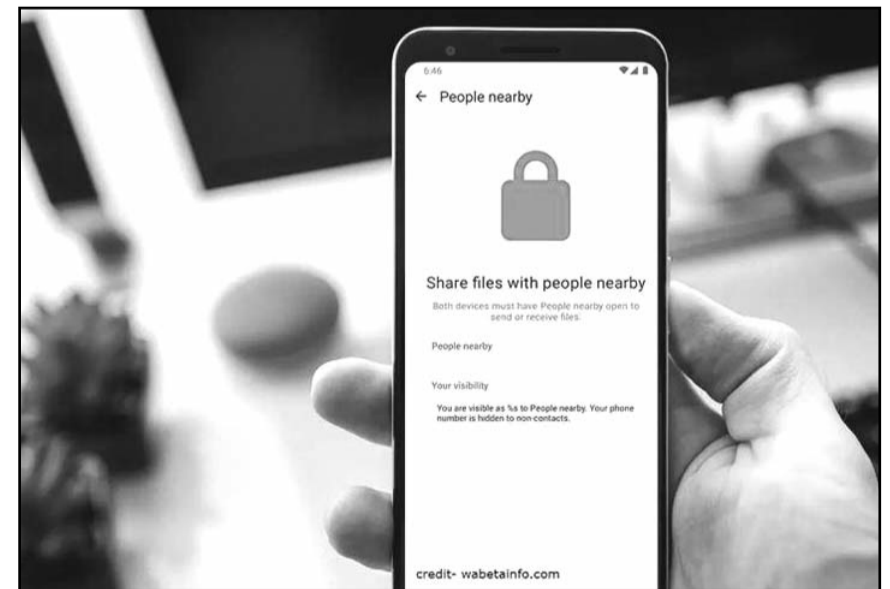 6:46
← People nearby
Share files with people nearby
Both devices must have People nearby open to
send or receive files.
People nearby
Your visibility
You are visible as %s to People nearby. Your phone
number is hidden to non-contacts.
credit- wabetainfo.com